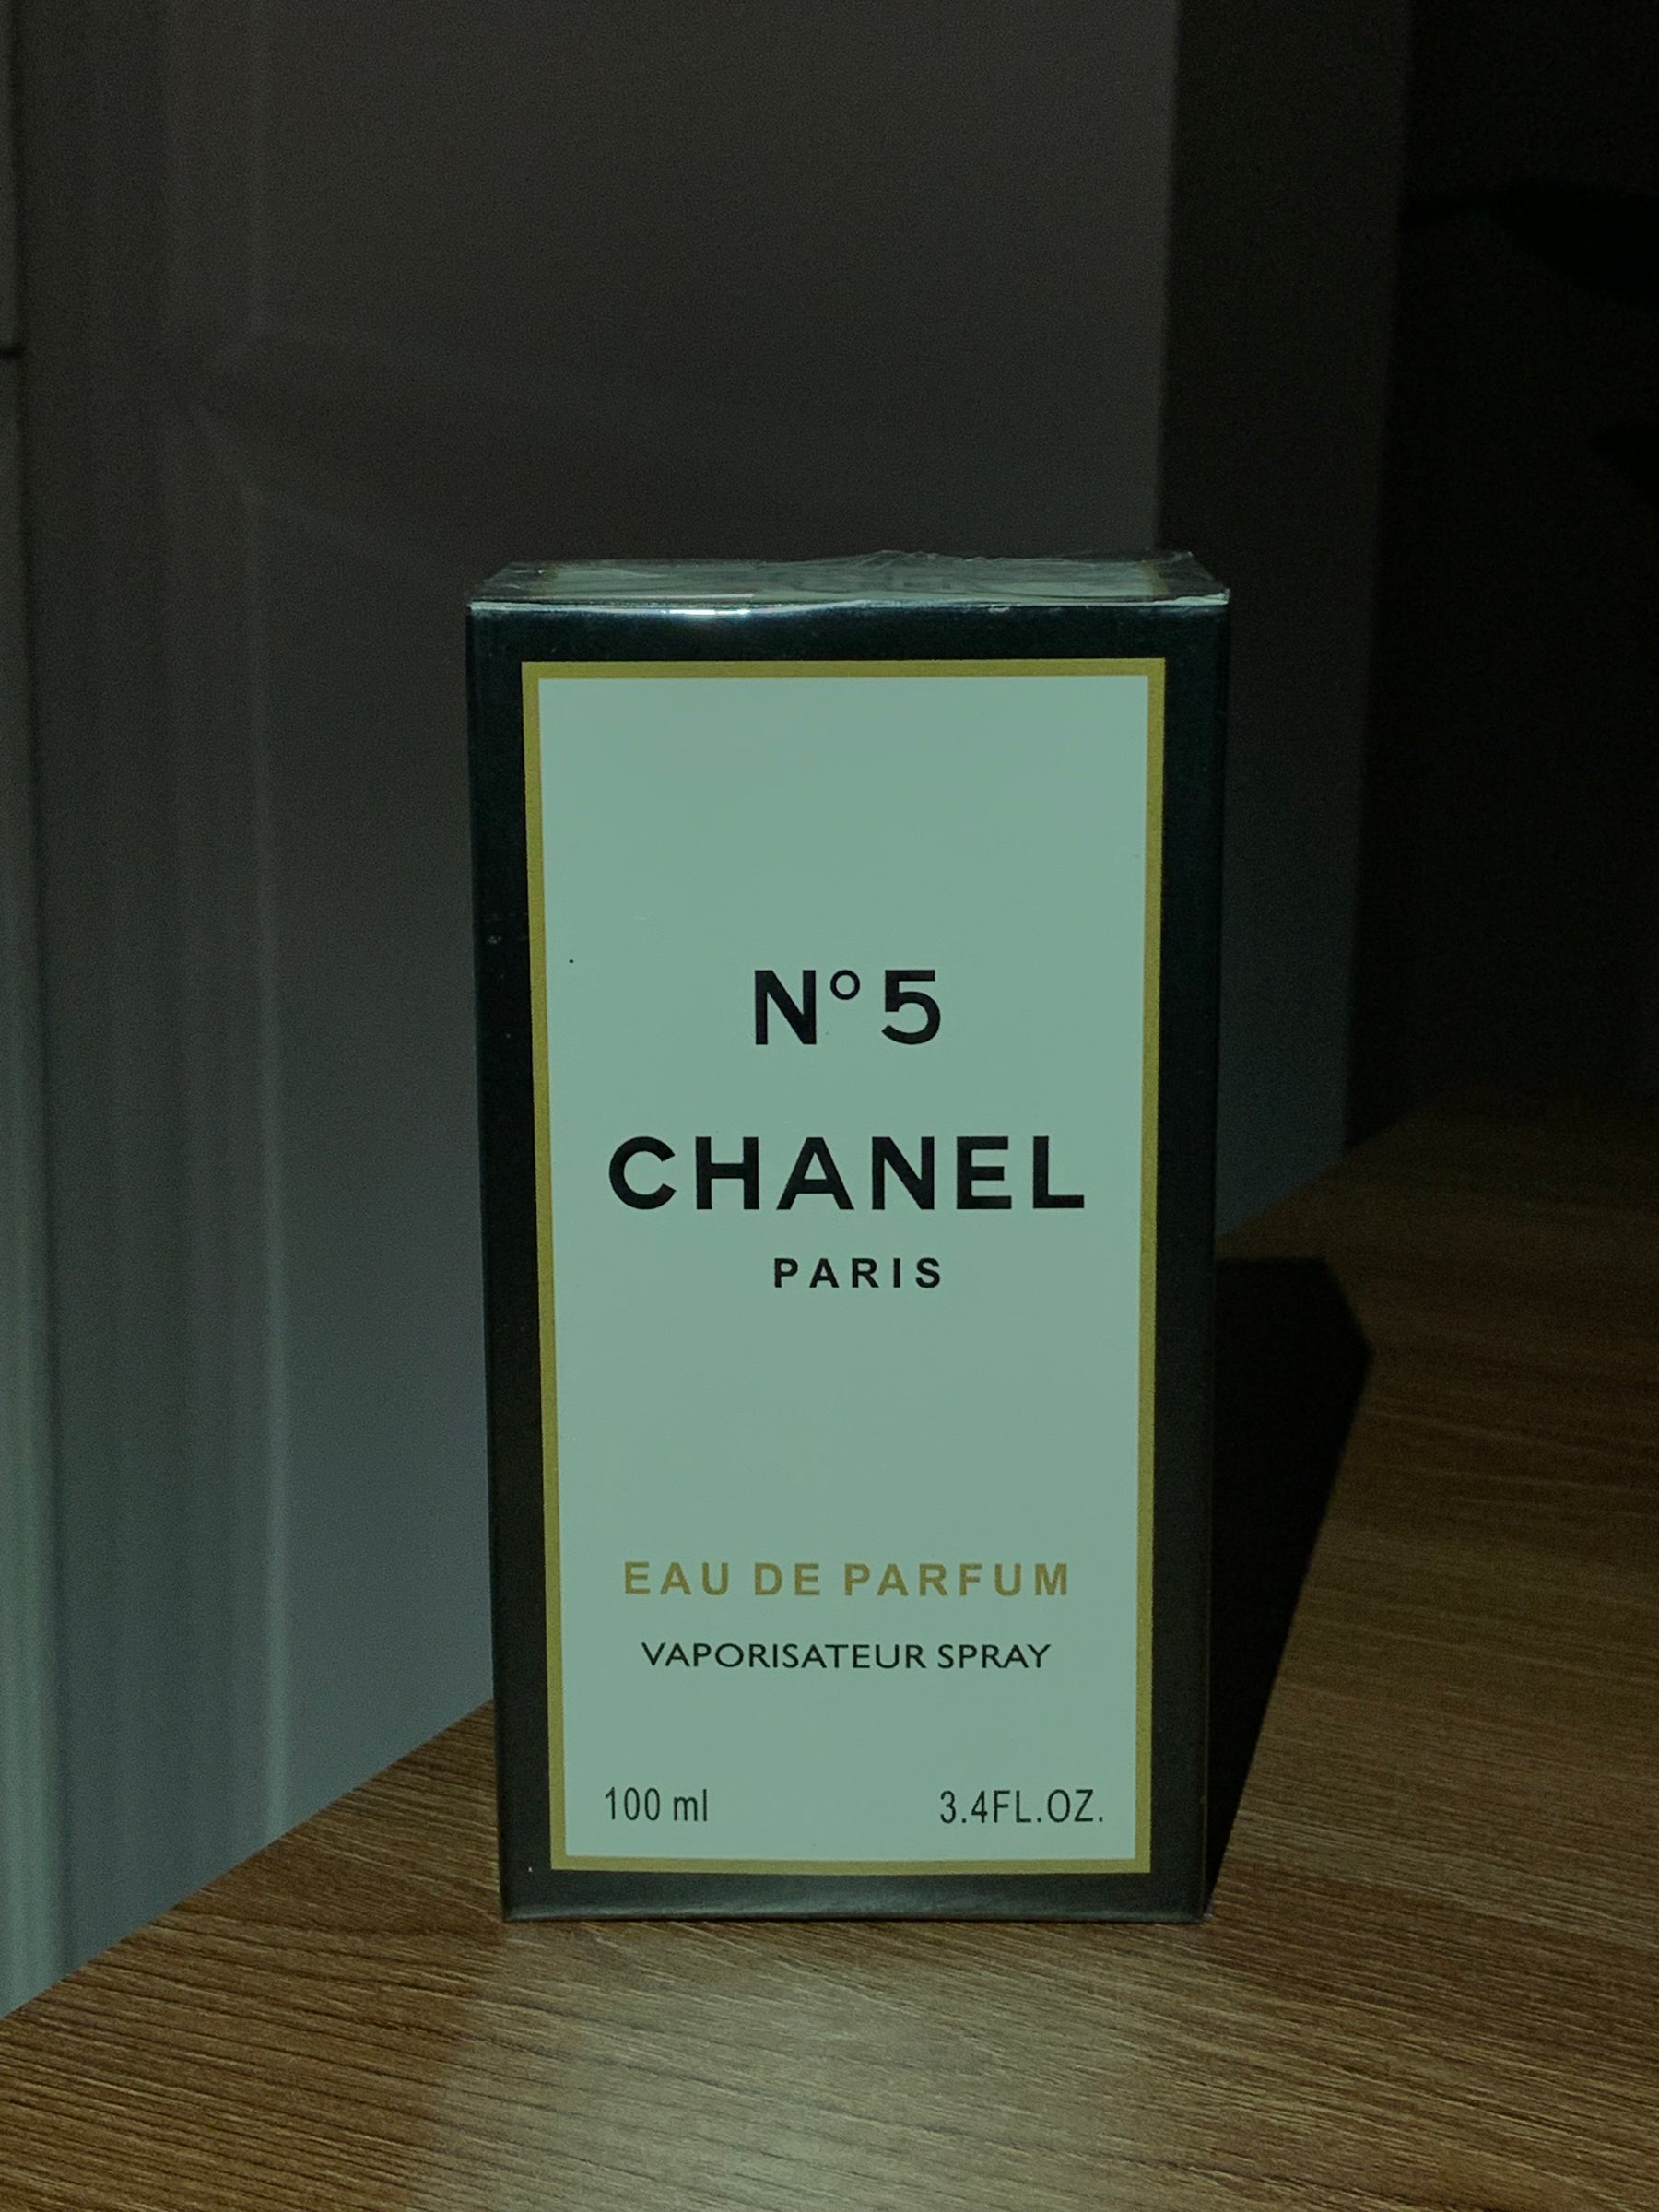 N° 5
CHANEL
PARIS
EAU DE PARFUM
VAPORISATEUR SPRAY
100 ml 3.4FL.OZ.